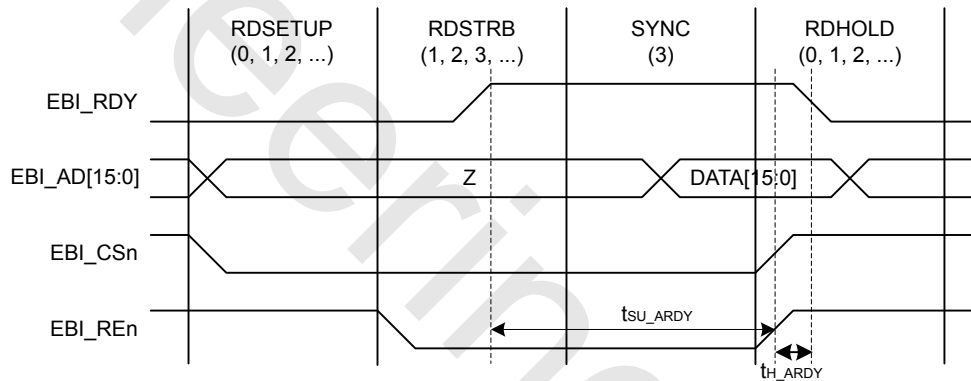 RDSETUP
(0, 1, 2, ...)
RDSTRB
(1, 2, 3, ...)
SYNC
(3)
RDHOLD
(0, 1, 2, ...)
EBI_RDY
EBI_AD[15:0]
Z
DATA[15:0]
EBI_CSn
EBI_REn
tSU_ARDY
tH_ARDY